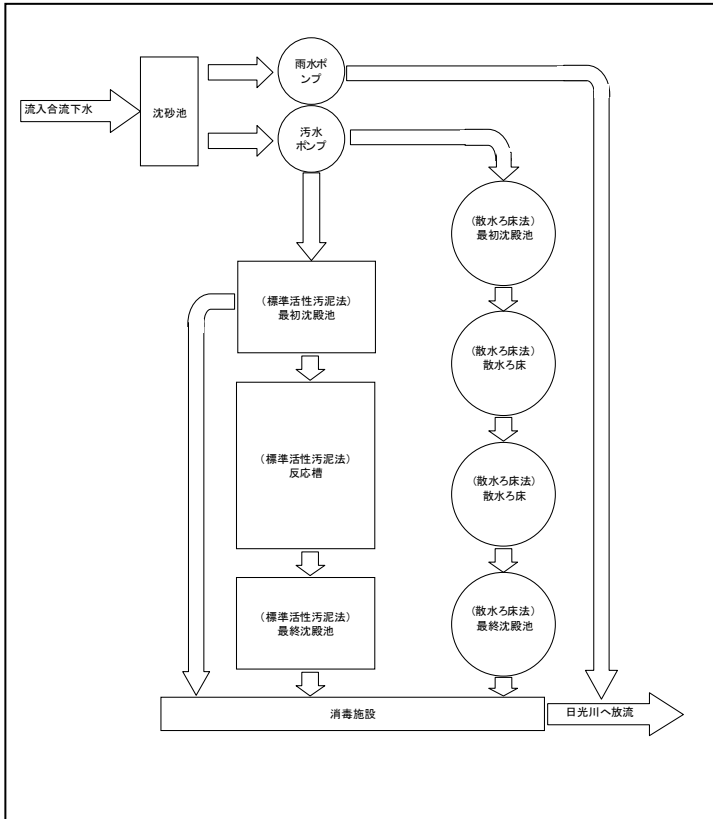 雨水ポ
ンプ
流入合流下水
沈砂池
汚水
ポンプ
(散水ろ床法)
最初沈殿池
(標準活性汚泥法)
最初沈殿池
(散水ろ床法)
散水ろ床
(標準活性汚泥法)
反応槽
(散水ろ床法)
散水ろ床
(標準活性汚泥法)
最終沈殿池
(散水ろ床法)
最終沈殿池
消毒施設
日光川へ放流